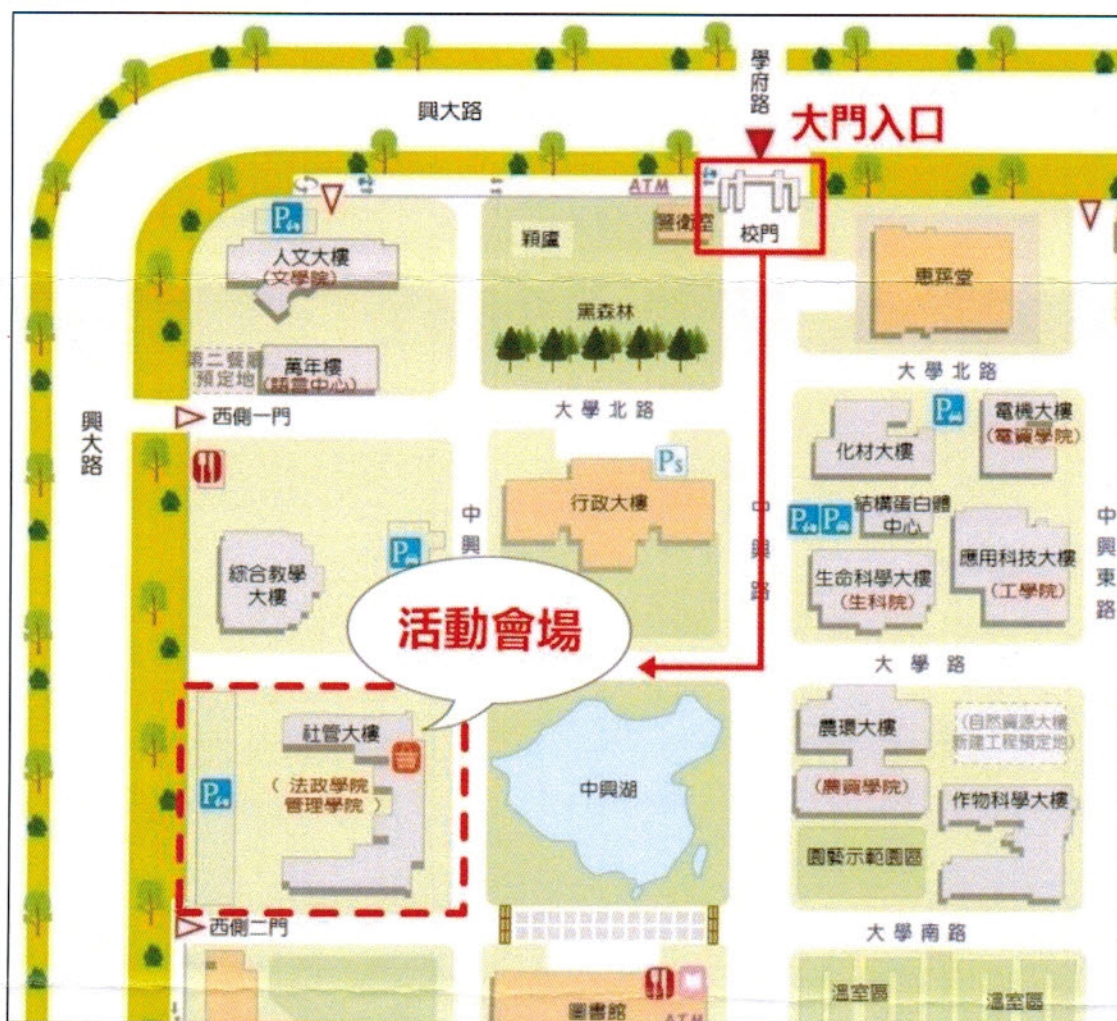 學府路
興大路
大門入口
ATM
警衛室
校門
穎廬
人文大樓
(文學院)
惠蓀堂
黑森林
第二餐廳
預定地
萬年樓
(語言中心)
大學北路
大學北路
西側一門
興大路
P
電機大樓
(電資學院)
化材大樓
Ps
行政大樓
中興
中興路
P P
結構蛋白體
中心
中興東路
綜合教學
大樓
P
生命科學大樓
(生科院)
應用科技大樓
(工學院)
活動會場
大學路
社管大樓
(法政學院
管理學院)
P
中興湖
農環大樓
(農資學院)
(自然資源大樓
新建工程預定地)
作物科學大樓
園藝示範園區
西側二門
大學南路
圖書館
ATM
溫室區
溫室區